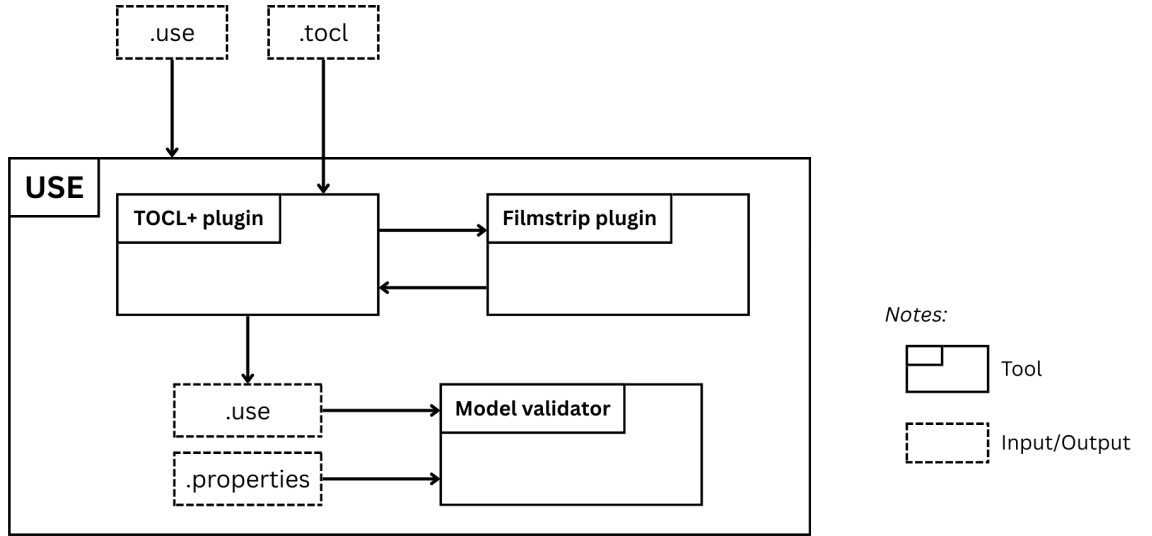 .use
.tocl
USE
TOCL+ plugin
Filmstrip plugin
.use
Model validator
.properties
Notes:
Tool
Input/Output